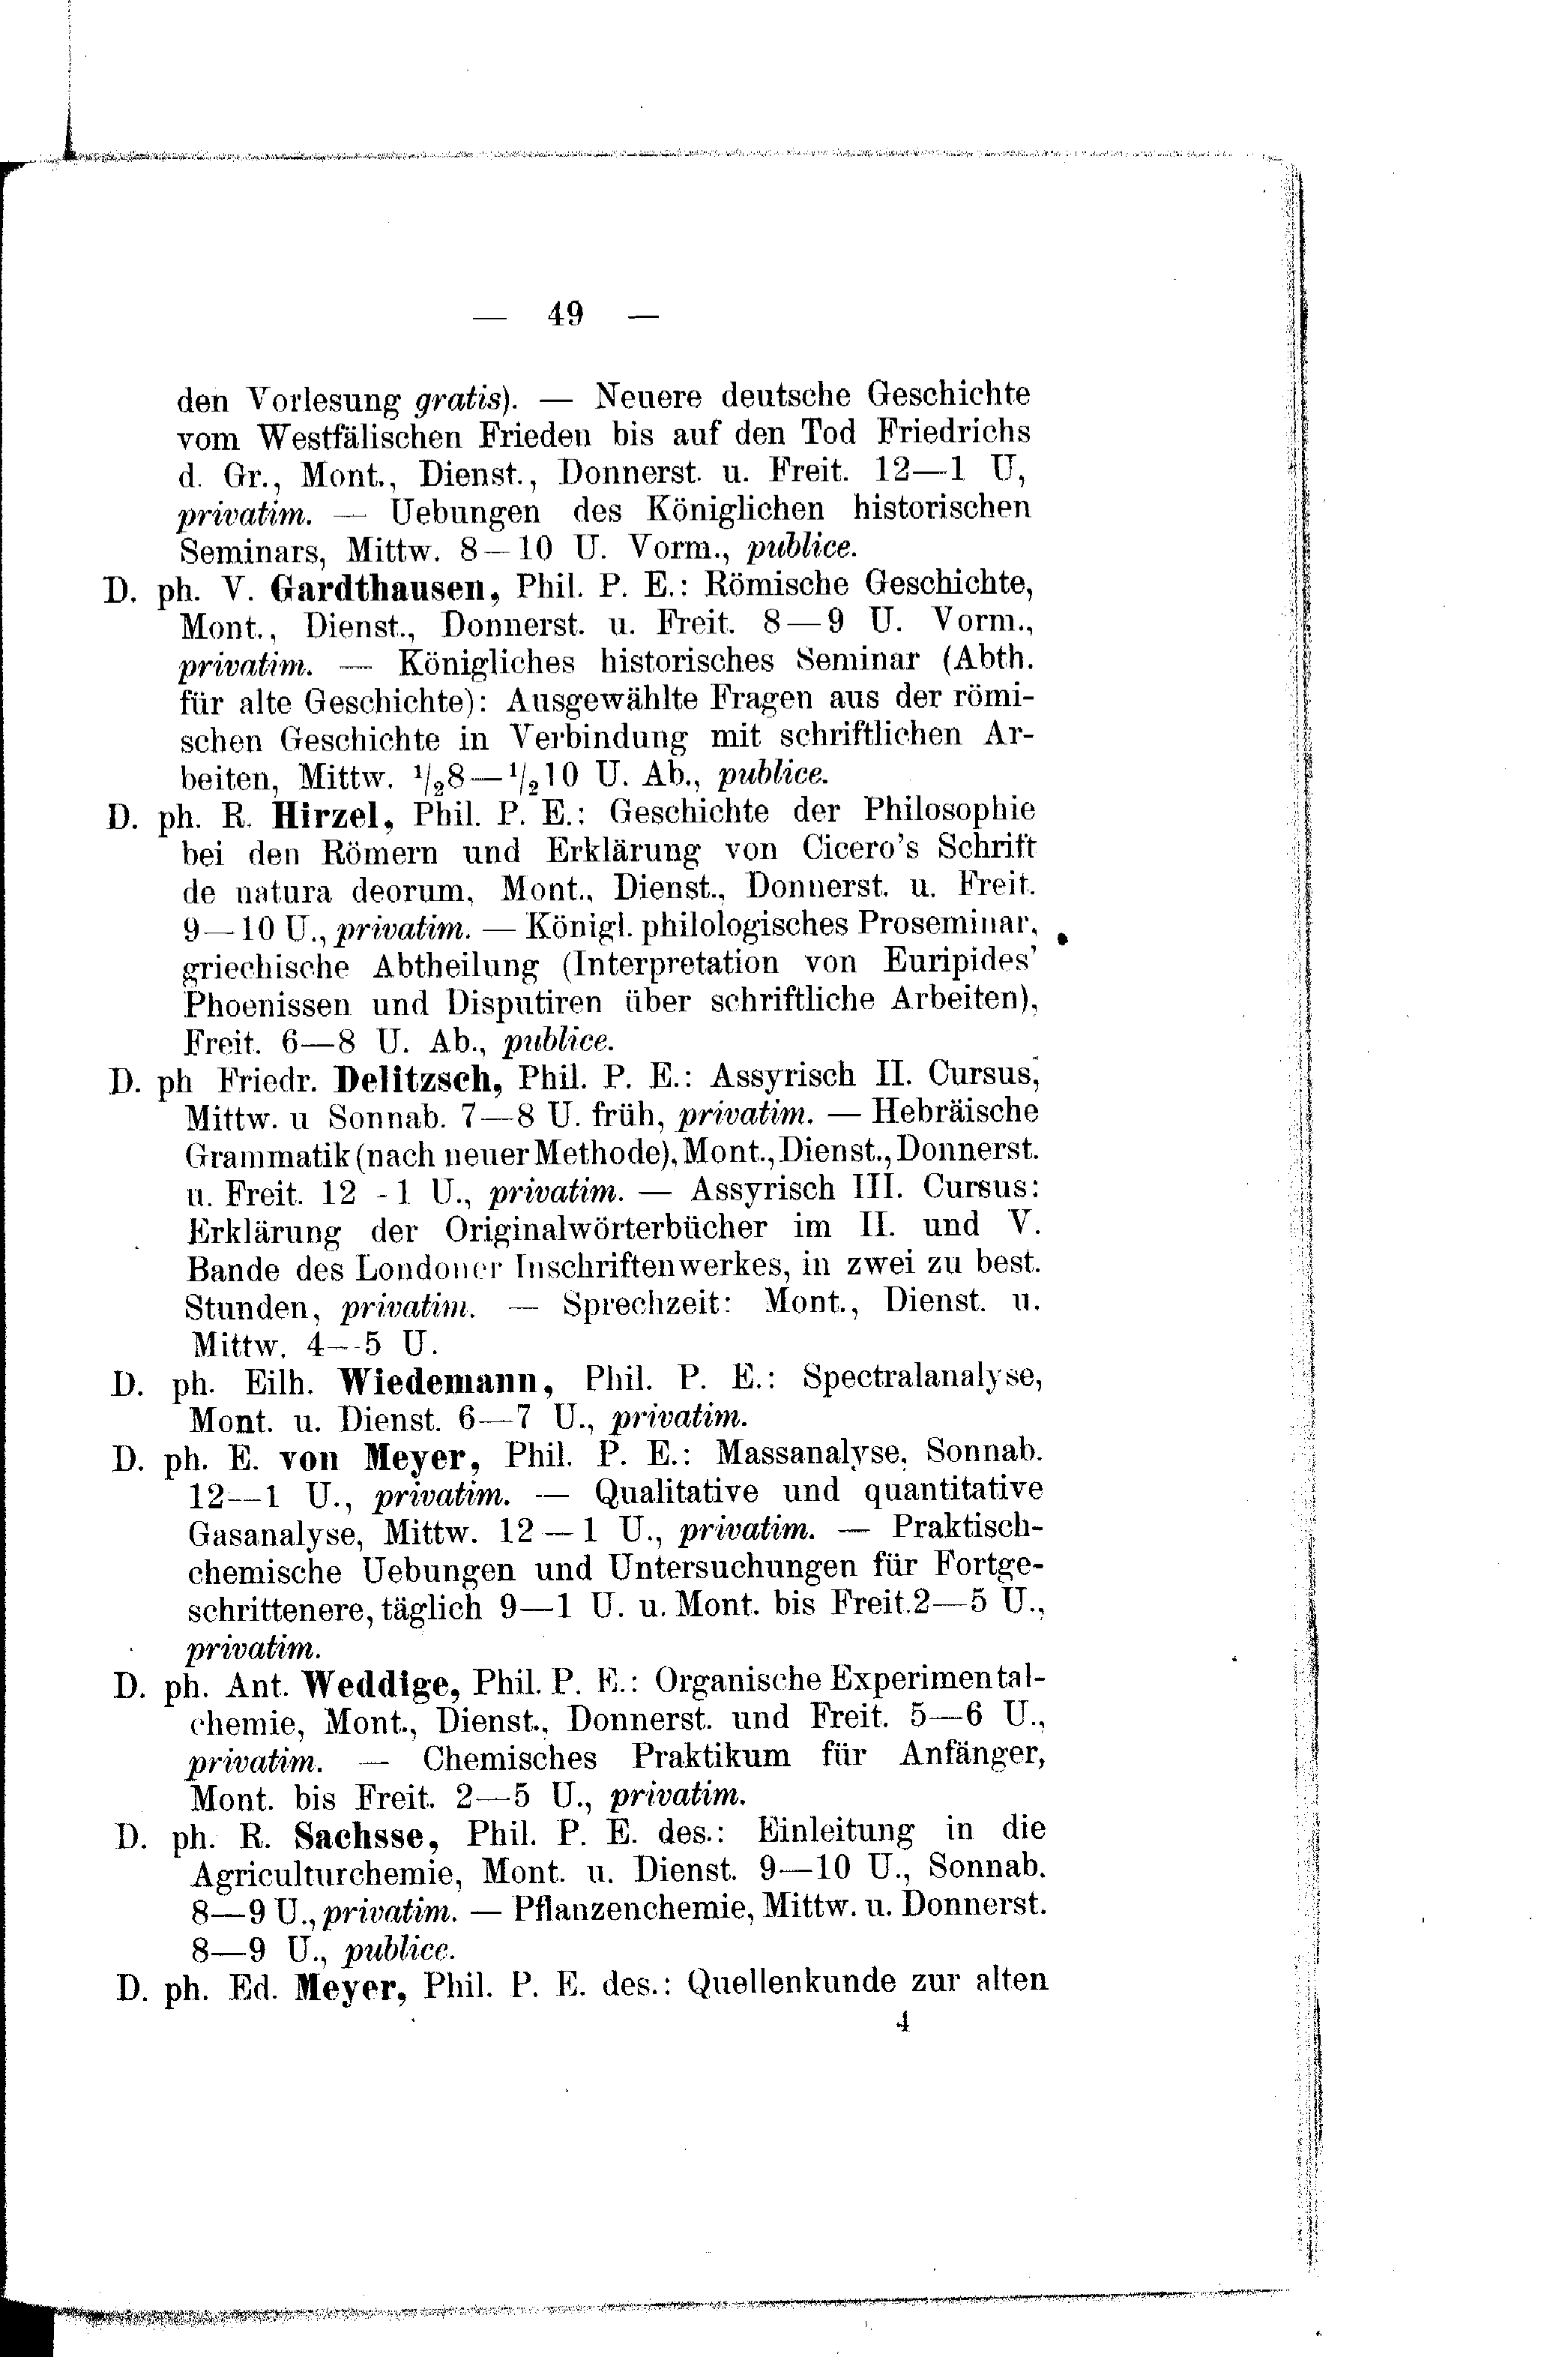 — 49 —
den Vorlesung gratis). — Neuere deutsche Geschichte
vom Westfälischen Frieden bis auf den Tod Friedrichs
d. Gr., Mont., Dienst., Donnerst. u. Freit. 12—1 U,
privatim. — Uebungen des Königlichen historischen
Seminars, Mittw. 8—10 U. Vorm., publice.
D. ph. V. Gardthausen, Phil. P. E.: Römische Geschichte,
Mont., Dienst., Donnerst. u. Freit. 8—9 U. Vorm.,
privatim. — Königliches historisches Seminar (Abth.
für alte Geschichte): Ausgewählte Fragen aus der römi-
schen Geschichte in Verbindung mit schriftlichen Ar-
beiten, Mittw. ½8—½10 U. Ab., publice.
D. ph. R. Hirzel, Phil. P. E.: Geschichte der Philosophie
bei den Römern und Erklärung von Cicero's Schrift
de natura deorum, Mont., Dienst., Donnerst. u. Freit.
9—10 U., privatim. — Königl. philologisches Proseminar,
griechische Abtheilung (Interpretation von Euripides'
Phoenissen und Disputiren über schriftliche Arbeiten),
Freit. 6—8 U. Ab., publice.
D. ph Friedr. Delitzsch, Phil. P. E.: Assyrisch II. Cursus,
Mittw. u Sonnab. 7—8 U. früh, privatim. — Hebräische
Grammatik (nach neuer Methode), Mont., Dienst., Donnerst.
u. Freit. 12 - 1 U., privatim. — Assyrisch III. Cursus:
Erklärung der Originalwörterbücher im II. und V.
Bande des Londoner Inschriftenwerkes, in zwei zu best.
Stunden, privatim. — Sprechzeit: Mont., Dienst. u.
Mittw. 4—5 U.
D. ph. Eilh. Wiedemann, Phil. P. E.: Spectralanalyse,
Mont. u. Dienst. 6—7 U., privatim.
D. ph. E. von Meyer, Phil. P. E.: Massanalyse, Sonnab.
12—1 U., privatim. — Qualitative und quantitative
Gasanalyse, Mittw. 12—1 U., privatim. — Praktisch-
chemische Uebungen und Untersuchungen für Fortge-
schrittenere, täglich 9—1 U. u. Mont. bis Freit. 2—5 U.,
privatim.
D. ph. Ant. Weddige, Phil. P. E.: Organische Experimental-
chemie, Mont., Dienst., Donnerst. und Freit. 5—6 U.,
privatim. — Chemisches Praktikum für Anfänger,
Mont. bis Freit. 2—5 U., privatim.
D. ph. R. Sachsse, Phil. P. E. des.: Einleitung in die
Agriculturchemie, Mont. u. Dienst. 9—10 U., Sonnab.
8—9 U., privatim. — Pflanzenchemie, Mittw. u. Donnerst.
8—9 U., publice.
D. ph. Ed. Meyer, Phil. P. E. des.: Quellenkunde zur alten
4